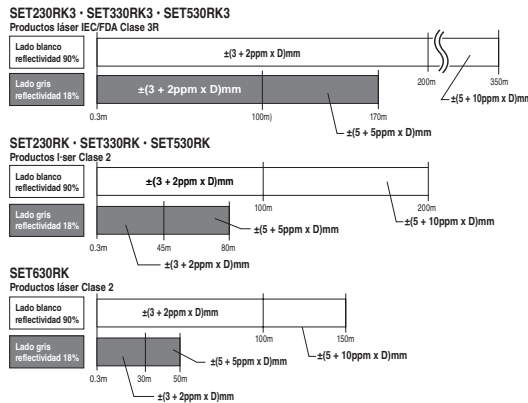 SET230RK3 · SET330RK3 · SET530RK3
Productos láser IEC/FDA Clase 3R
Lado blanco
reflectividad 90%
±(3 + 2ppm x D)mm
200m
350m
±(5 + 10ppm x D)mm
Lado gris
reflectividad 18%
±(3 + 2ppm x D)mm
0.3m
100m)
170m
±(5 + 5ppm x D)mm
SET230RK · SET330RK · SET530RK
Productos l·ser Clase 2
Lado blanco
reflectividad 90%
±(3 + 2ppm x D)mm
100m
200m
±(5 + 10ppm x D)mm
Lado gris
reflectividad 18%
±(5 + 5ppm x D)mm
0.3m
45m
80m
±(3 + 2ppm x D)mm
SET630RK
Productos láser Clase 2
Lado blanco
reflectividad 90%
±(3 + 2ppm x D)mm
100m
150m
±(5 + 10ppm x D)mm
Lado gris
reflectividad 18%
±(5 + 5ppm x D)mm
0.3m
30m
50m
±(3 + 2ppm x D)mm